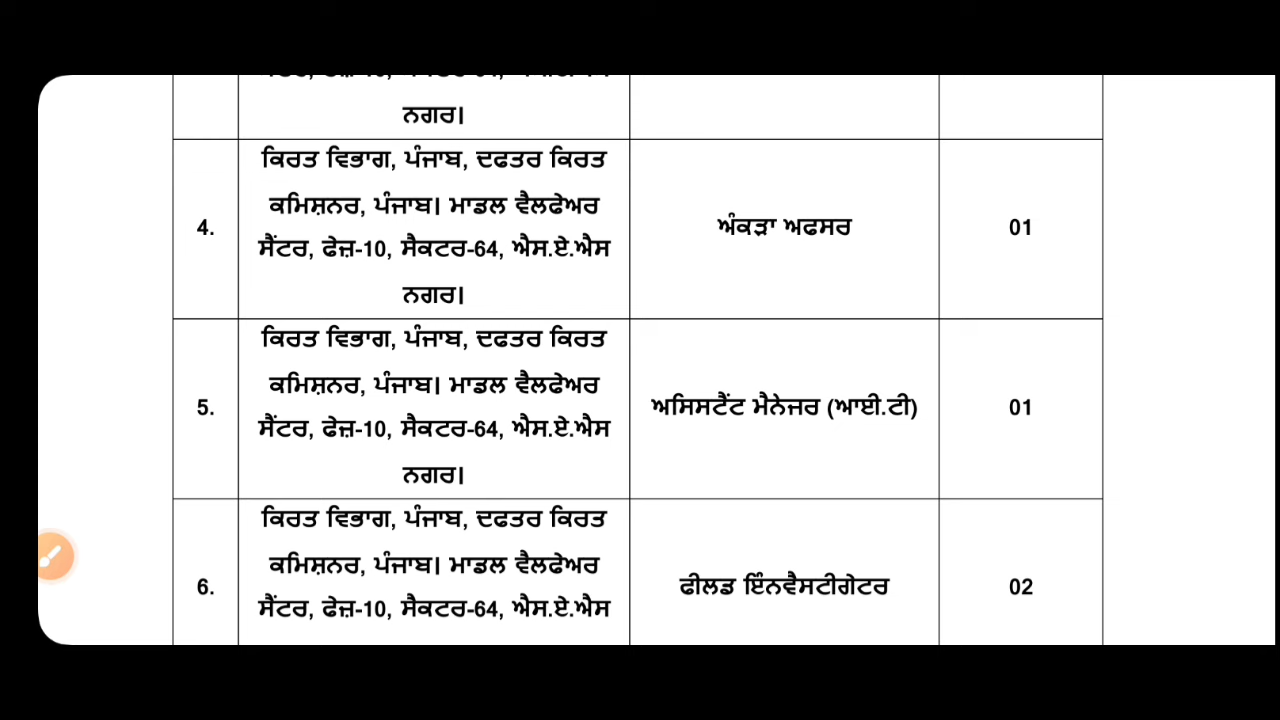 ਨਗਰ।
4.
ਕਿਰਤ ਵਿਭਾਗ, ਪੰਜਾਬ, ਦਫਤਰ ਕਿਰਤ
ਕਮਿਸ਼ਨਰ, ਪੰਜਾਬ। ਮਾਡਲ ਵੈਲਫੇਅਰ
ਸੈਂਟਰ, ਫੇਜ਼-10, ਸੈਕਟਰ-64, ਐਸ.ਏ.ਐਸ
ਨਗਰ।
ਅੰਕੜਾ ਅਫਸਰ
01
5.
ਕਿਰਤ ਵਿਭਾਗ, ਪੰਜਾਬ, ਦਫਤਰ ਕਿਰਤ
ਕਮਿਸ਼ਨਰ, ਪੰਜਾਬ। ਮਾਡਲ ਵੈਲਫੇਅਰ
ਸੈਂਟਰ, ਫੇਜ਼-10, ਸੈਕਟਰ-64, ਐਸ.ਏ.ਐਸ
ਨਗਰ।
ਅਸਿਸਟੈਂਟ ਮੈਨੇਜਰ (ਆਈ.ਟੀ)
01
6.
ਕਿਰਤ ਵਿਭਾਗ, ਪੰਜਾਬ, ਦਫਤਰ ਕਿਰਤ
ਕਮਿਸ਼ਨਰ, ਪੰਜਾਬ। ਮਾਡਲ ਵੈਲਫੇਅਰ
ਸੈਂਟਰ, ਫੇਜ਼-10, ਸੈਕਟਰ-64, ਐਸ.ਏ.ਐਸ
ਫੀਲਡ ਇੰਨਵੈਸਟੀਗੇਟਰ
02